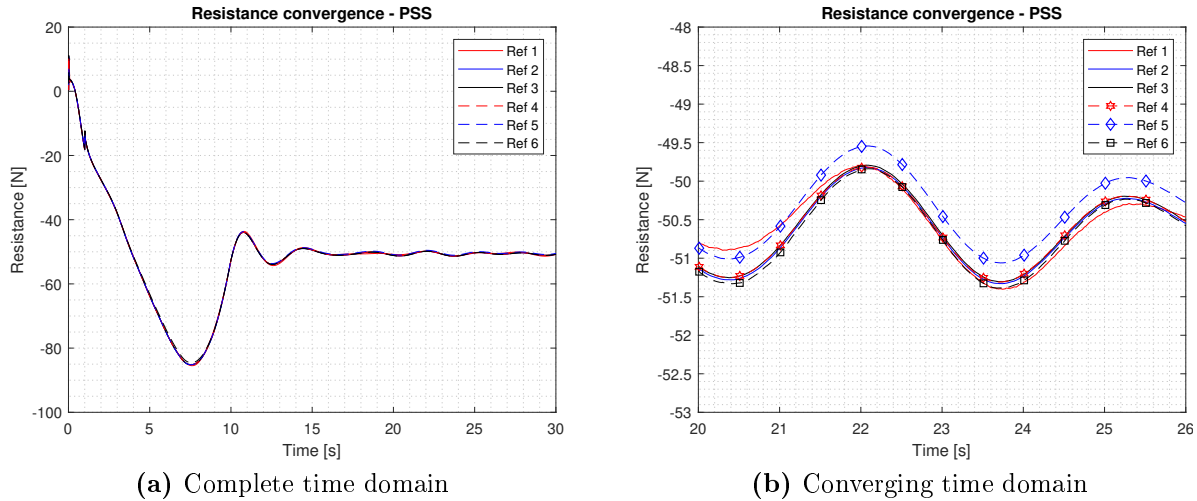 Resistance convergence - PSS
Resistance [N]
20
0
-20
-40
-60
-80
-100
0 5 10 15 20 25 30
Time [s]
Ref 1
Ref 2
Ref 3
Ref 4
Ref 5
Ref 6
(a) Complete time domain
Resistance convergence - PSS
Resistance [N]
-48
-48.5
-49
-49.5
-50
-50.5
-51
-51.5
-52
-52.5
-53
20 21 22 23 24 25 26
Time [s]
Ref 1
Ref 2
Ref 3
Ref 4
Ref 5
Ref 6
(b) Converging time domain